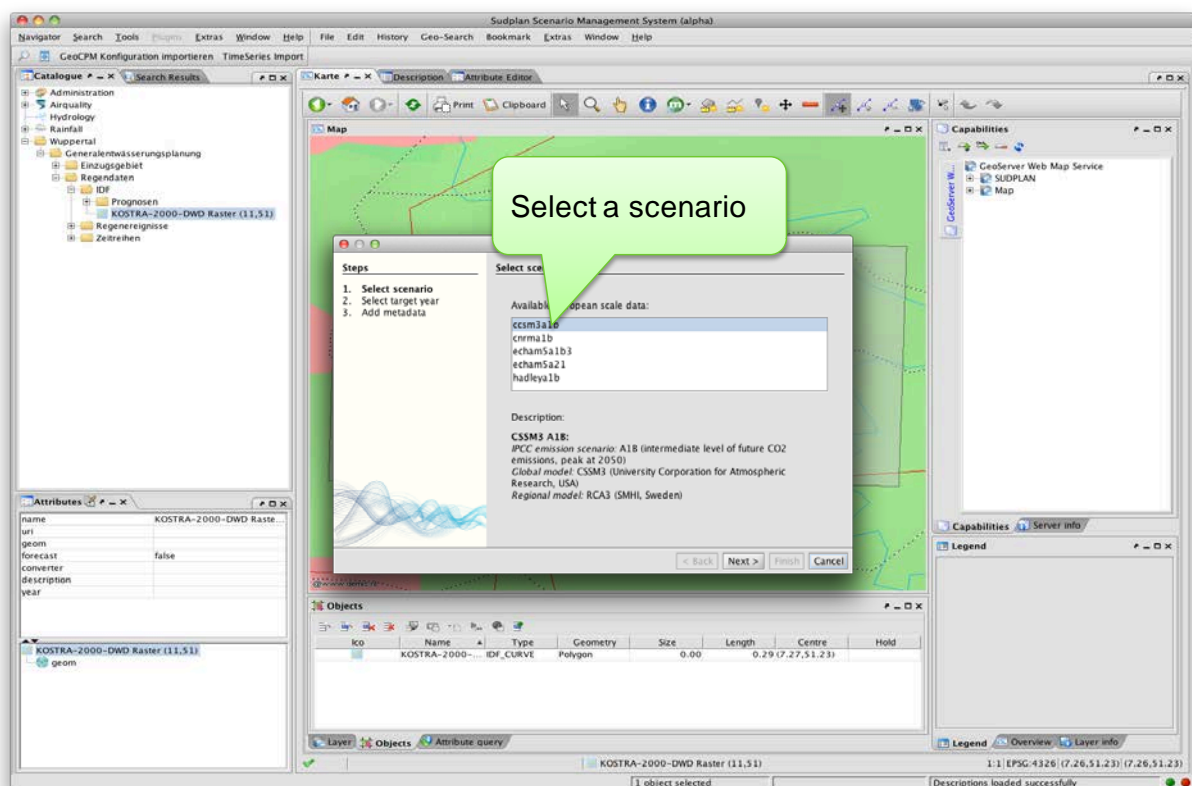 Sudplan Scenario Management System (alpha)
Navigator Search Tools Plugins Extras Window Help File Edit History Geo-Search Bookmark Extras Window Help
GeoCPM Konfiguration importieren TimeSeries Import
Catalogue Search Results
Karte Description Attribute Editor
Administration
Airquality
Hydrology
Rainfall
Wuppertal
Generalentwässerungsplanung
Einzugsgebiet
Regendaten
IDF
Prognosen
KOSTRA-2000-DWD Raster (11,51)
Regenereignisse
Zeitreihen
Print Clipboard
Map
Select a scenario
Steps
1. Select scenario
2. Select target year
3. Add metadata
Select sce
Availabl opean scale data:
ccsm3a1b
cnrma1b
echam5a1b3
echam5a21
hadleya1b
Description:
CSSM3 A1B:
IPCC emission scenario: A1B (intermediate level of future CO2
emissions, peak at 2050)
Global model: CSSM3 (University Corporation for Atmospheric
Research, USA)
Regional model: RCA3 (SMHI, Sweden)
< Back Next > Finish Cancel
Capabilities
GeoServer W...
GeoServer Web Map Service
SUDPLAN
Map
Capabilities Server info
Legend
Legend Overview Layer info
Attributes
name KOSTRA-2000-DWD Raste...
uri
geom
forecast false
converter
description
year
KOSTRA-2000-DWD Raster (11,51)
geom
Objects
Ico Name Type Geometry Size Length Centre Hold
KOSTRA-2000-... IDF_CURVE Polygon 0.00 0.29 (7.27,51.23)
Layer Objects Attribute query
KOSTRA-2000-DWD Raster (11,51) 1:1 EPSG:4326 (7.26,51.23) (7.26,51.23)
1 object selected Descriptions loaded successfully